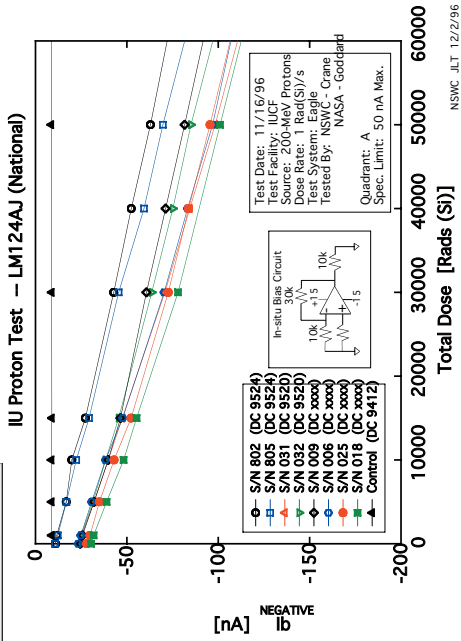 IU Proton Test  — LM124AJ (National)
0
-50
-100
-150
-200
[nA]  Ib NEGATIVE
0
10000
20000
30000
40000
50000
60000
Total Dose  [Rads (Si)]
S/N 802 (DC 9524)
S/N 805 (DC 9524)
S/N 031 (DC 9520)
S/N 032 (DC 9520)
S/N 009 (DC xxxx)
S/N 006 (DC xxxx)
S/N 025 (DC xxxx)
S/N 018 (DC xxxx)
Control (DC 9412)
In-situ Bias Circuit
30k
10k
+15
-15
10k
−
+
Test Date: 11/16/96
Test Facility: IUCF
Source: 200-MeV Protons
Dose Rate: 1 Rad(Si)/s
Test System: Eagle
Tested By: NSWC - Crane
NASA - Goddard
Quadrant: A
Spec. Limit: 50 nA Max.
NSWC JLT 12/2/96